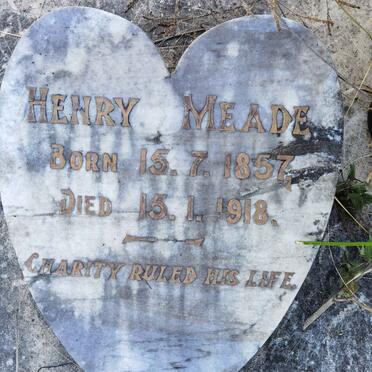 HENRY MEADE
BORN 15. 7. 1857.
DIED 15. 1. 1918.
CHARITY RULED HIS LIFE.